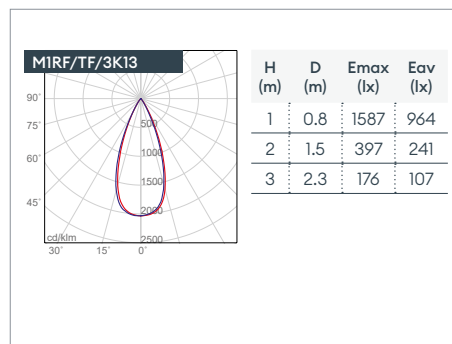 M1RF/TF/3K13
90°
75°
60°
45°
30°
15°
0°
500
1000
1500
2000
2500
cd/klm
H
(m)
D
(m)
Emax
(lx)
Eav
(lx)
1 0.8 1587 964
2 1.5 397 241
3 2.3 176 107